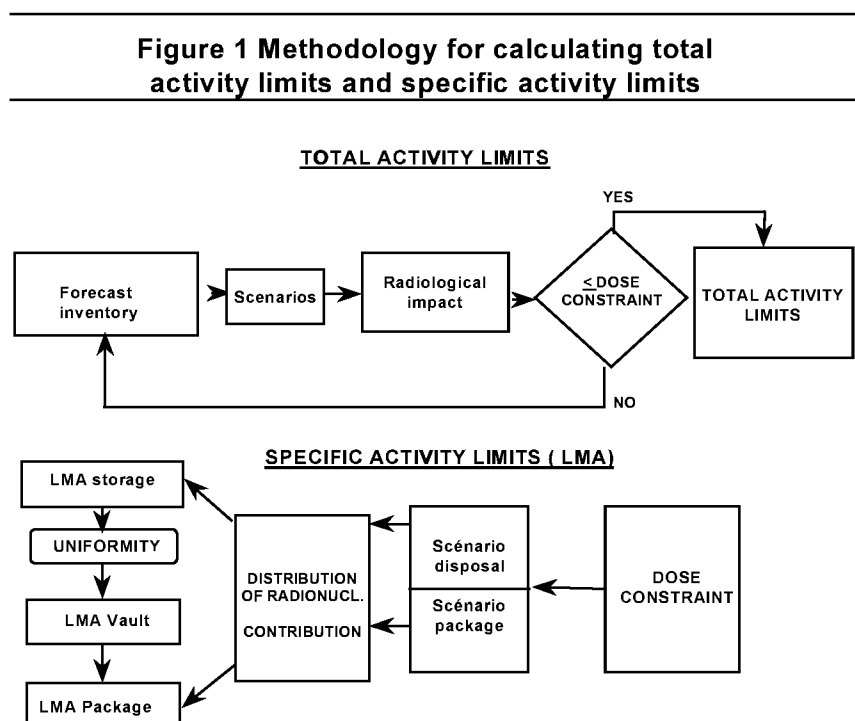 Figure 1 Methodology for calculating total
activity limits and specific activity limits
TOTAL ACTIVITY LIMITS
YES
Forecast
inventory
Scenarios
Radiological
impact
< DOSE
CONSTRAINT
TOTAL ACTIVITY
LIMITS
NO
SPECIFIC ACTIVITY LIMITS ( LMA)
LMA storage
UNIFORMITY
LMA Vault
LMA Package
DISTRIBUTION
OF RADIONUCL.
CONTRIBUTION
Scénario
disposal
Scénario
package
DOSE
CONSTRAINT